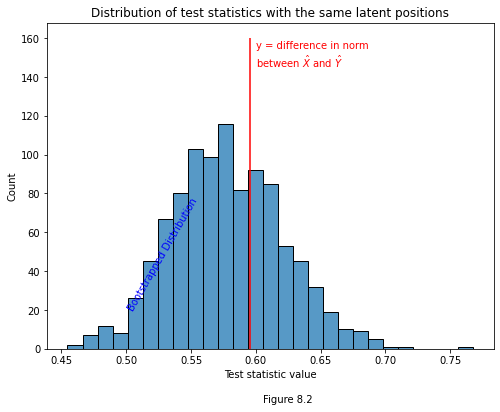 Distribution of test statistics with the same latent positions
160
140
120
100
80
60
40
20
0
Count
y = difference in norm
between X̂ and Ŷ
Bootstrapped Distribution
0.45 0.50 0.55 0.60 0.65 0.70 0.75
Test statistic value
Figure 8.2